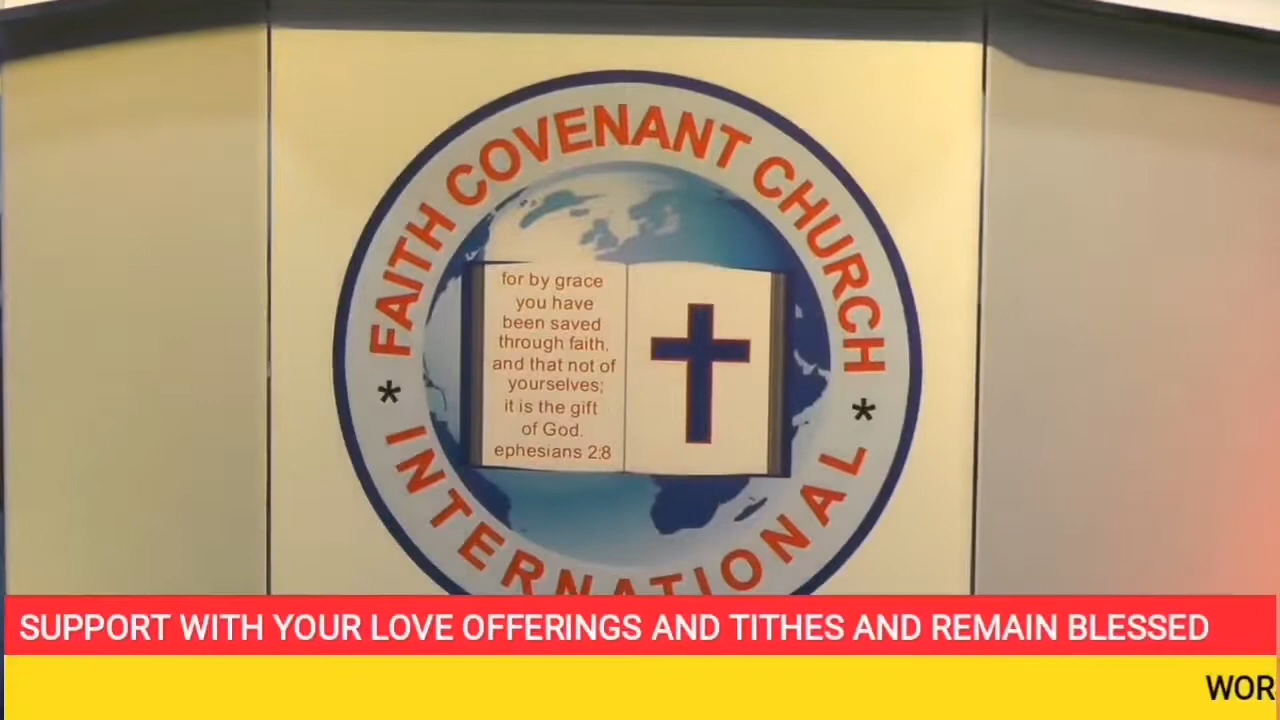 FAITH COVENANT CHURCH
for by grace
you have
been saved
through faith,
and that not of
yourselves;
it is the gift
of God.
ephesians 2:8
* INTERNATIONAL *
SUPPORT WITH YOUR LOVE OFFERINGS AND TITHES AND REMAIN BLESSED
WOR